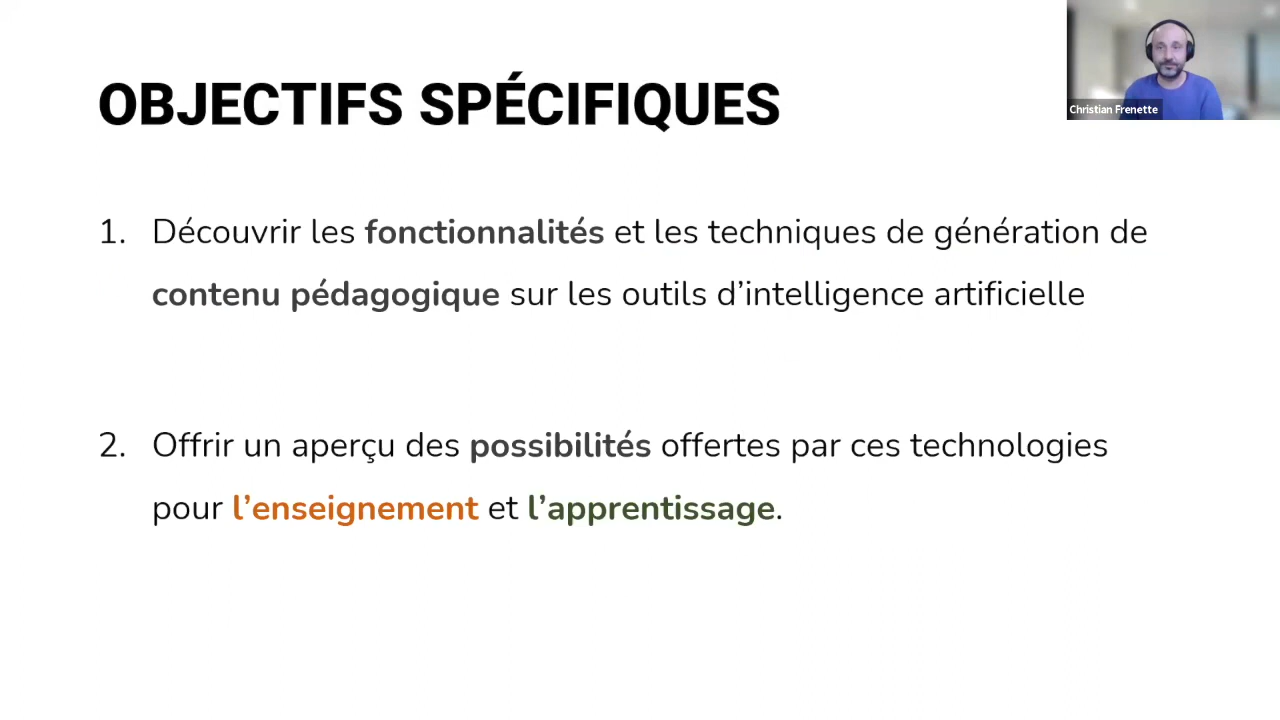 OBJECTIFS SPÉCIFIQUES
Christian Frenette
1. Découvrir les fonctionnalités et les techniques de génération de
contenu pédagogique sur les outils d’intelligence artificielle
2. Offrir un aperçu des possibilités offertes par ces technologies
pour l’enseignement et l’apprentissage.